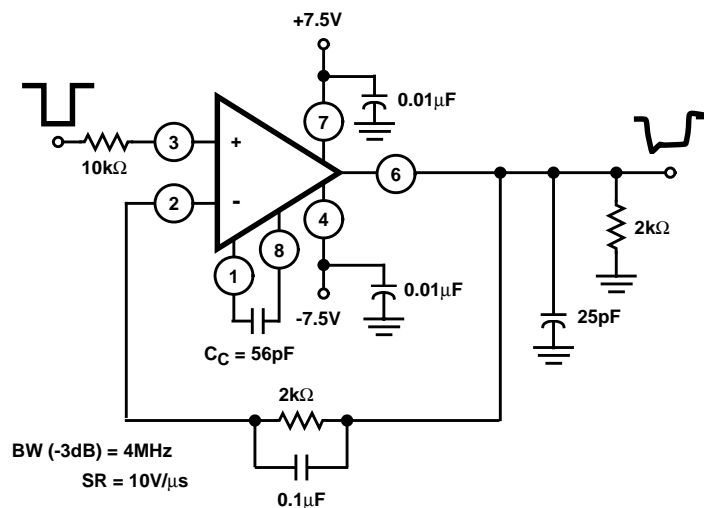 +7.5V
0.01µF
7
3
+
10kΩ
6
2
-
4
2kΩ
8
1
0.01µF
-7.5V
25pF
CC = 56pF
2kΩ
BW (-3dB) = 4MHz
SR = 10V/µs
0.1µF